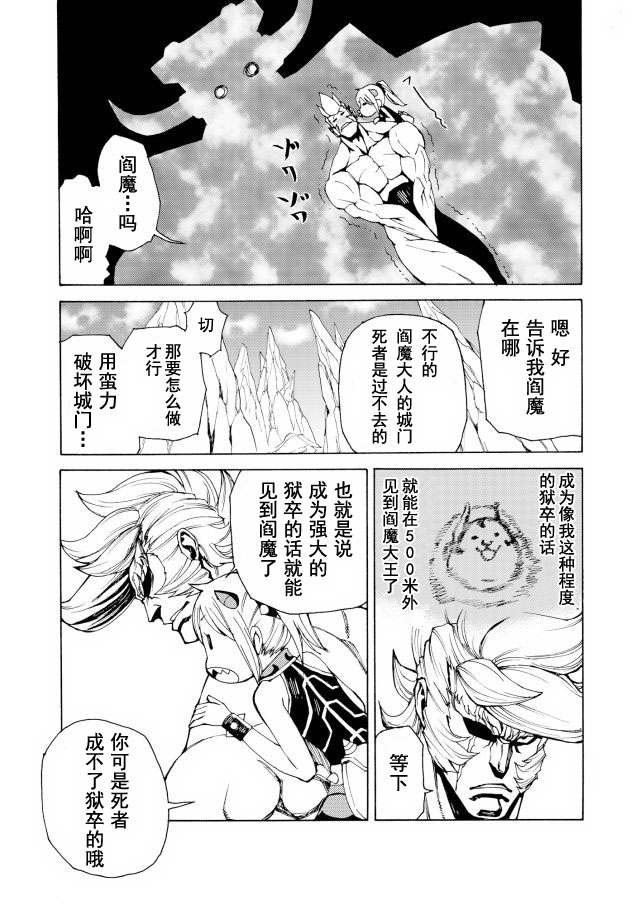 阎魔…吗
哈啊啊
ゾワ
ゾワ
嗯 好
告诉我阎魔
在哪
不行的
阎魔大人的城门
死者是过不去的
切
那要怎么做
才行
用蛮力
破坏城门…
成为像我这种程度
的狱卒的话
就能在500米外
见到阎魔大王了
等下
也就是说
成为强大的
狱卒的话就能
见到阎魔了
你可是死者
成不了狱卒的哦